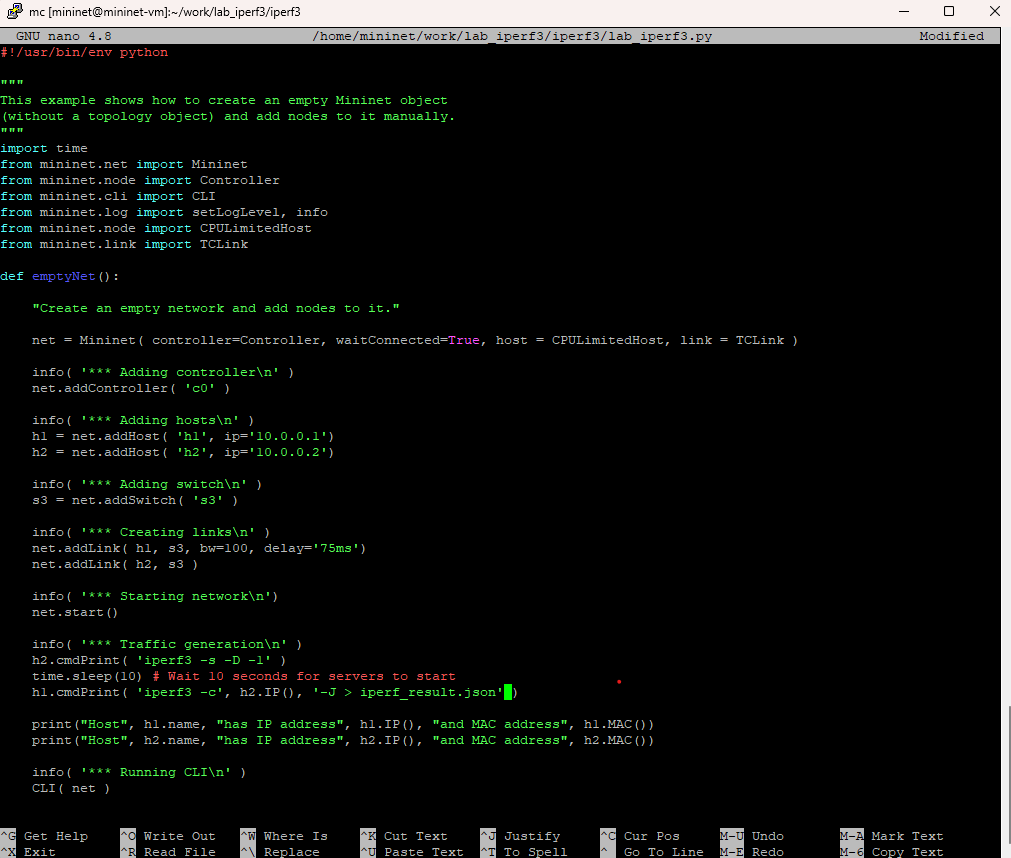 mc [mininet@mininet-vm]:~/work/lab_iperf3/iperf3
GNU nano 4.8 /home/mininet/work/lab_iperf3/iperf3/lab_iperf3.py Modified
#!/usr/bin/env python
"""
This example shows how to create an empty Mininet object
(without a topology object) and add nodes to it manually.
"""
import time
from mininet.net import Mininet
from mininet.node import Controller
from mininet.cli import CLI
from mininet.log import setLogLevel, info
from mininet.node import CPULimitedHost
from mininet.link import TCLink
def emptyNet():
"Create an empty network and add nodes to it."
net = Mininet( controller=Controller, waitConnected=True, host = CPULimitedHost, link = TCLink )
info( '*** Adding controller\n' )
net.addController( 'c0' )
info( '*** Adding hosts\n' )
h1 = net.addHost( 'h1', ip='10.0.0.1')
h2 = net.addHost( 'h2', ip='10.0.0.2')
info( '*** Adding switch\n' )
s3 = net.addSwitch( 's3' )
info( '*** Creating links\n' )
net.addLink( h1, s3, bw=100, delay='75ms')
net.addLink( h2, s3 )
info( '*** Starting network\n')
net.start()
info( '*** Traffic generation\n' )
h2.cmdPrint( 'iperf3 -s -D -1' )
time.sleep(10) # Wait 10 seconds for servers to start
h1.cmdPrint( 'iperf3 -c', h2.IP(), '-J > iperf_result.json' )
print("Host", h1.name, "has IP address", h1.IP(), "and MAC address", h1.MAC())
print("Host", h2.name, "has IP address", h2.IP(), "and MAC address", h2.MAC())
info( '*** Running CLI\n' )
CLI( net )
^G Get Help ^O Write Out ^W Where Is ^K Cut Text ^J Justify ^C Cur Pos M-U Undo M-A Mark Text
^X Exit ^R Read File ^\ Replace ^U Paste Text ^T To Spell ^_ Go To Line M-E Redo M-6 Copy Text